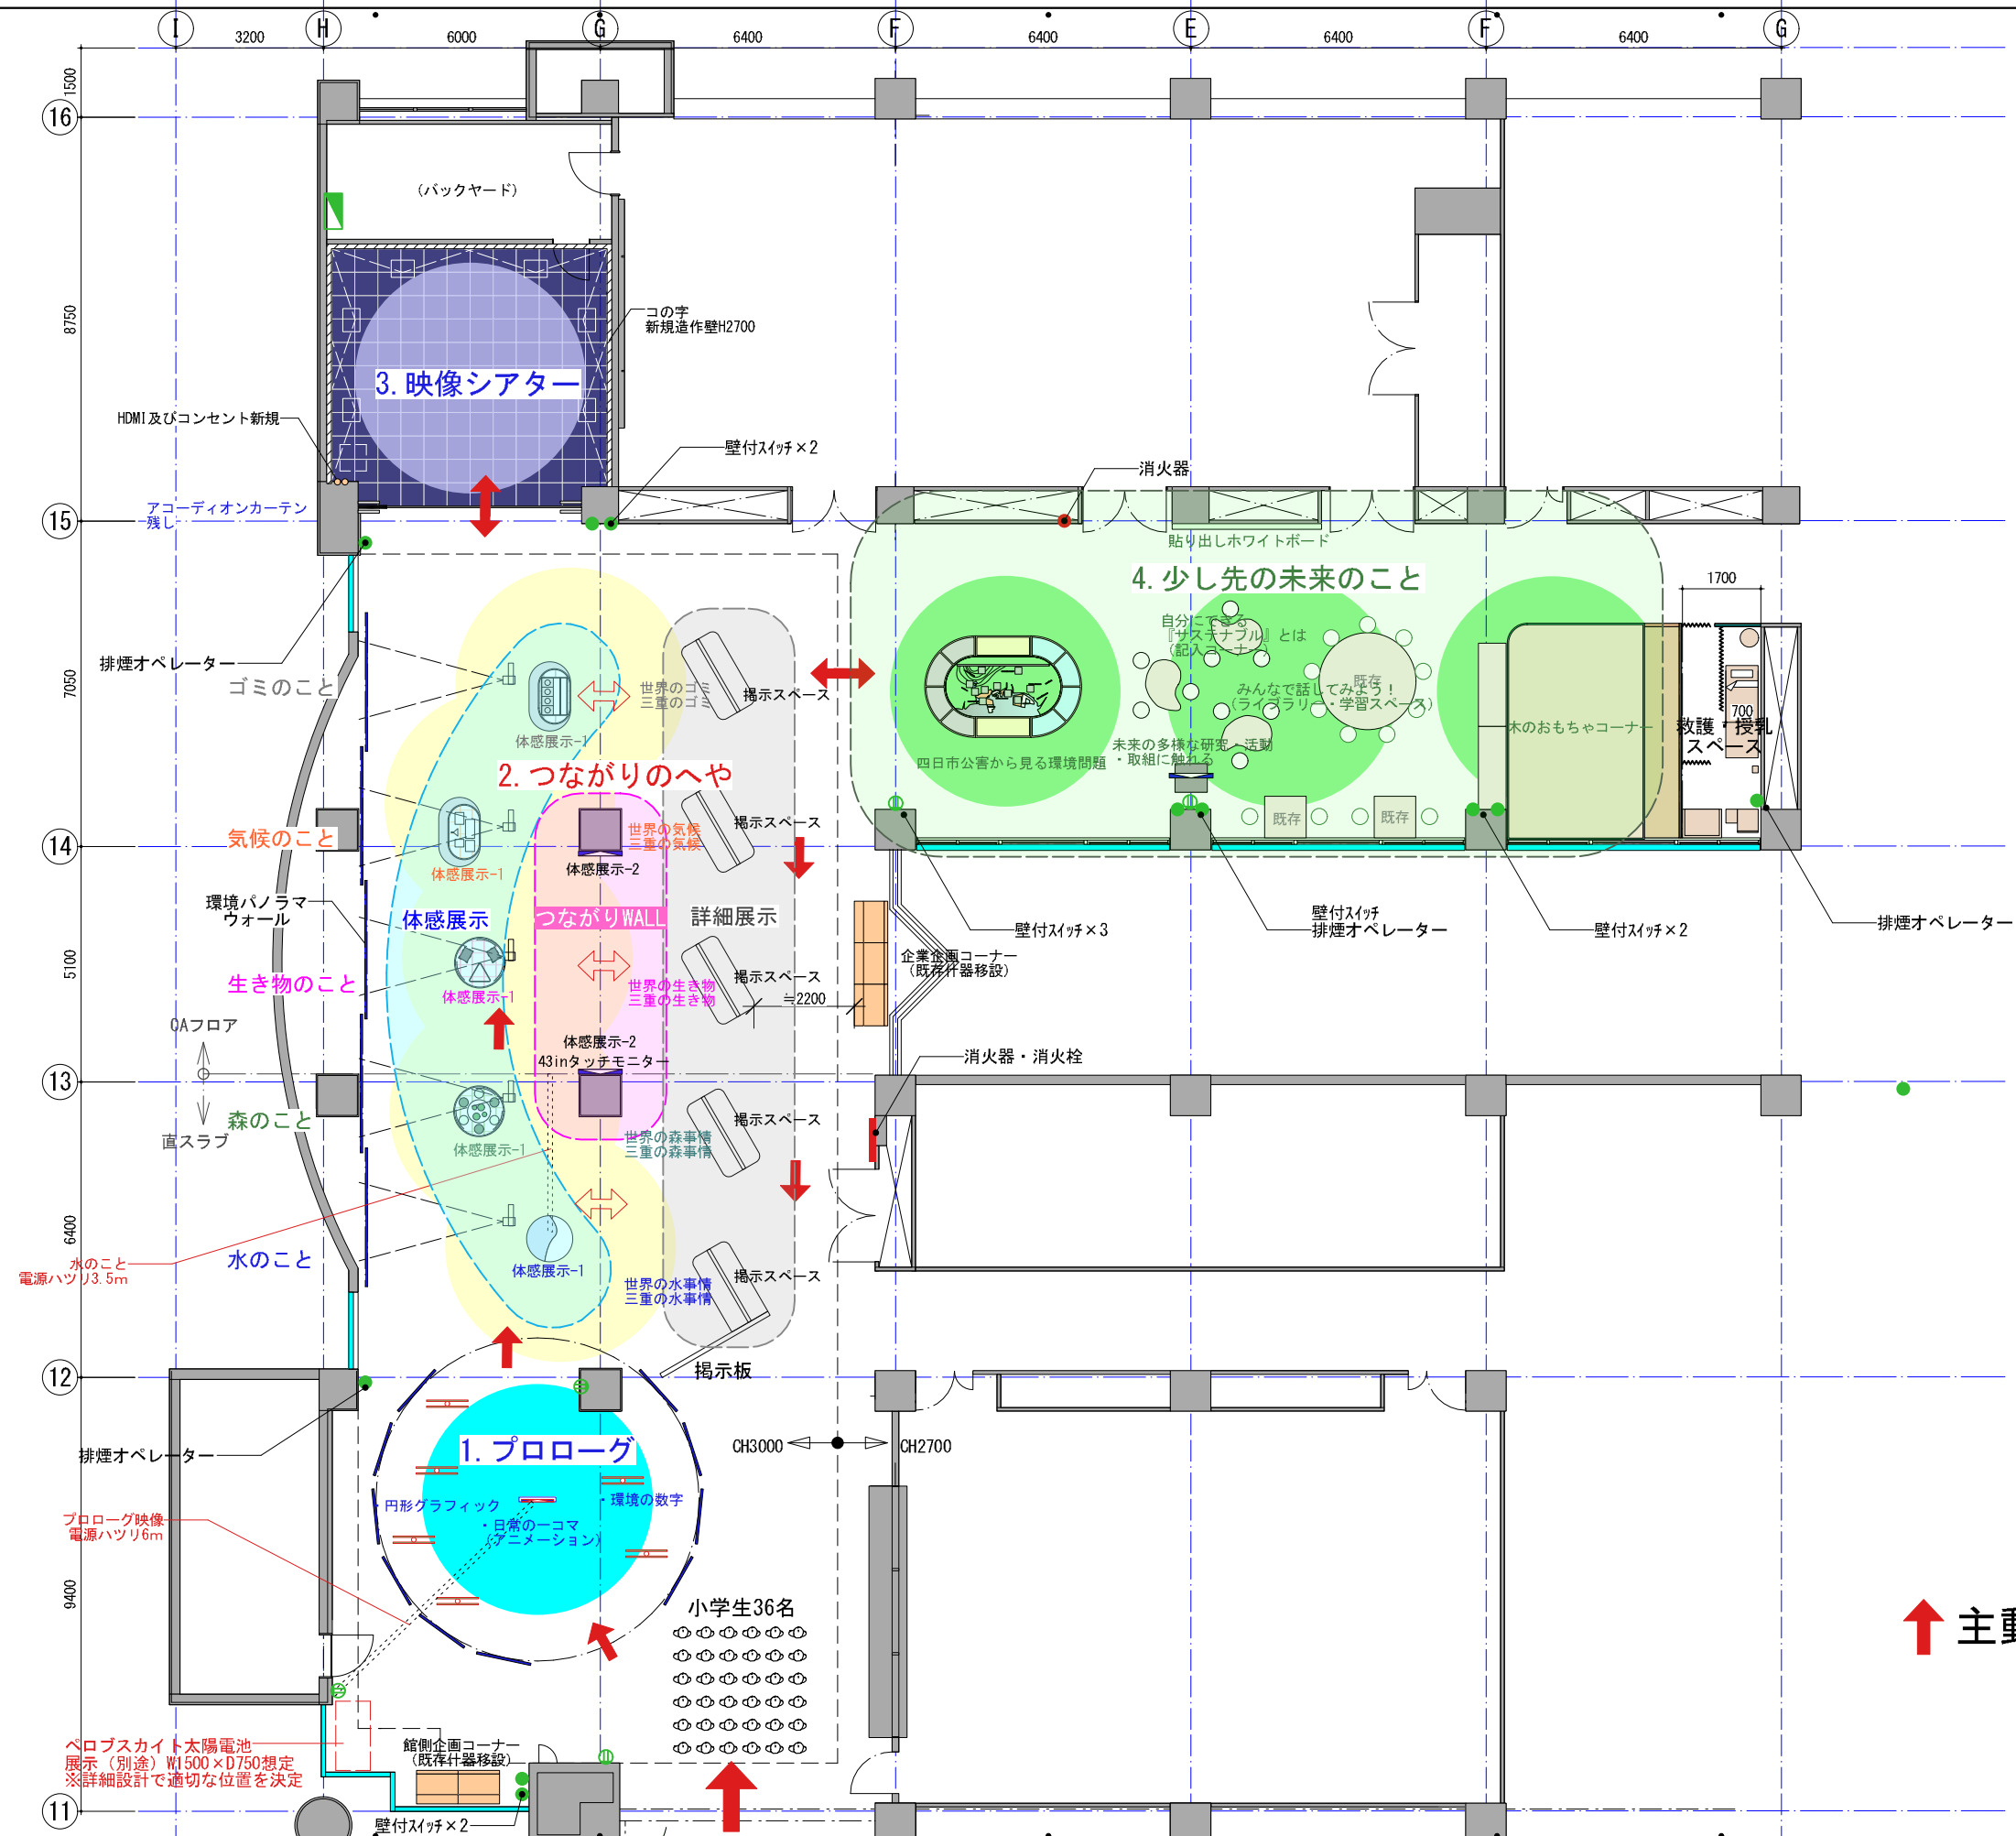 I
H
G
F
E
F
G
3200
6000
6400
6400
6400
6400
1500
16
(バックヤード)
8750
コの字
新規造作壁H2700
3.映像シアター
HDMI及びコンセント新規
壁付スイッチ×2
消火器
アコーディオンカーテン
残し
15
貼り出しホワイトボード
4.少し先の未来のこと
1700
自分にできる
『サステナブル』とは
(記入コーナー)
排煙オペレーター
ゴミのこと
7050
世界のゴミ
三重のゴミ
掲示スペース
既存
みんなで話してみよう!
(ライブラリー・学習スペース)
700
木のおもちゃコーナー
救護・授乳
スペース
体感展示-1
未来の多様な研究・活動
・取組に触れる
四日市公害から見る環境問題
2.つながりのへや
既存
既存
掲示スペース
世界の気候
三重の気候
気候のこと
14
体感展示-1
体感展示-2
環境パノラマ
ウォール
体感展示
つながりWALL
詳細展示
壁付スイッチ×3
壁付スイッチ
排煙オペレーター
壁付スイッチ×2
排煙オペレーター
5100
企業企画コーナー
(既存什器移設)
生き物のこと
体感展示-1
世界の生き物
三重の生き物
掲示スペース
≒2200
OAフロア
体感展示-2
43inタッチモニター
消火器・消火栓
13
森のこと
直スラブ
体感展示-1
世界の森事情
三重の森事情
掲示スペース
6400
水のこと
水のこと
電源ハツリ3.5m
体感展示-1
世界の水事情
三重の水事情
掲示スペース
掲示板
12
排煙オペレーター
1.プロローグ
CH3000
CH2700
・円形グラフィック
・環境の数字
・日常の一コマ
(アニメーション)
プロローグ映像
電源ハツリ6m
9400
小学生36名
主動
ペロブスカイト太陽電池
展示(別途)W1500×D750想定
※詳細設計で適切な位置を決定
館側企画コーナー
(既存什器移設)
11
壁付スイッチ×2